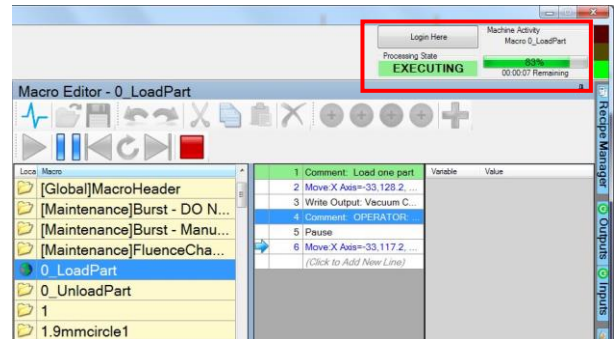 Login Here
Machine Activity
Macro 0_LoadPart
Processing State
EXECUTING
83%
00:00:07 Remaining
Macro Editor - 0_LoadPart
Recipe Manager
Outputs
Inputs
Loca Macro
[Global]MacroHeader
[Maintenance]Burst - DO N...
[Maintenance]Burst - Manu...
[Maintenance]FluenceCha...
0_LoadPart
0_UnloadPart
1
1.9mmcircle1
1 Comment: Load one part
2 Move:X Axis=-33,128.2, ...
3 Write Output: Vacuum C...
4 Comment: OPERATOR: ...
5 Pause
6 Move:X Axis=-33,117.2, ...
(Click to Add New Line)
Variable Value